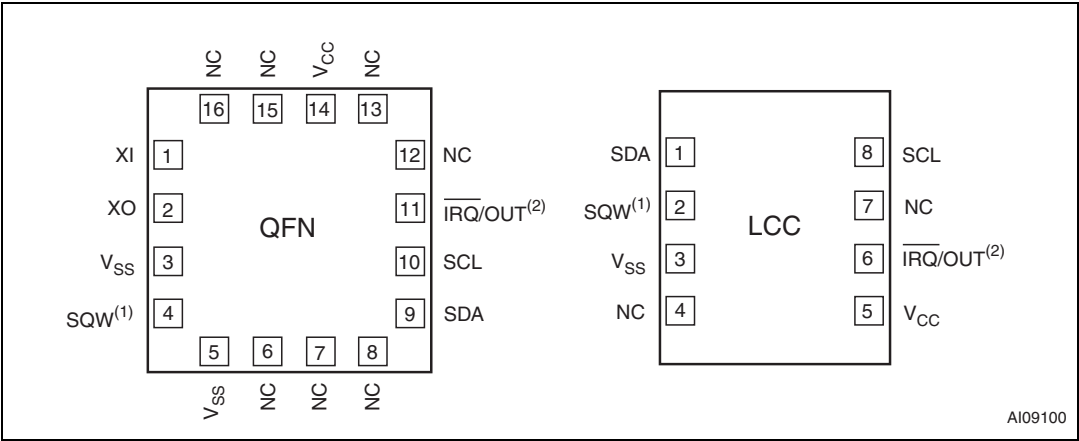 NC NC VCC NC
16 15 14 13
XI 1 12 NC
XO 2 11 I̅R̅Q̅/OUT(2)
QFN
VSS 3 10 SCL
SQW(1) 4 9 SDA
5 6 7 8
VSS NC NC NC
SDA 1 8 SCL
SQW(1) 2 7 NC
LCC
VSS 3 6 I̅R̅Q̅/OUT(2)
NC 4 5 VCC
AI09100